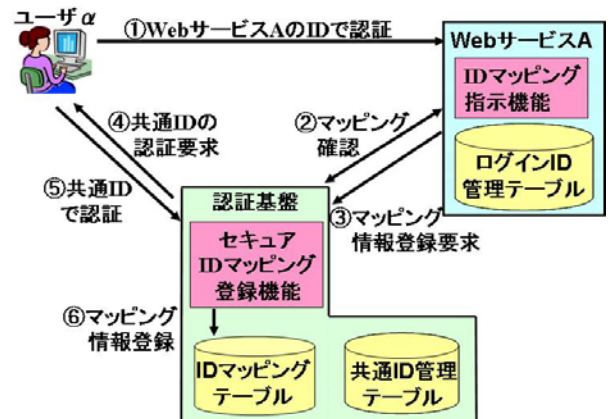 ユーザα
①WebサービスAのIDで認証
WebサービスA
IDマッピング
指示機能
ログインID
管理テーブル
②マッピング
確認
③マッピング
情報登録要求
④共通IDの
認証要求
⑤共通ID
で認証
認証基盤
セキュア
IDマッピング
登録機能
⑥マッピング
情報登録
IDマッピング
テーブル
共通ID管理
テーブル